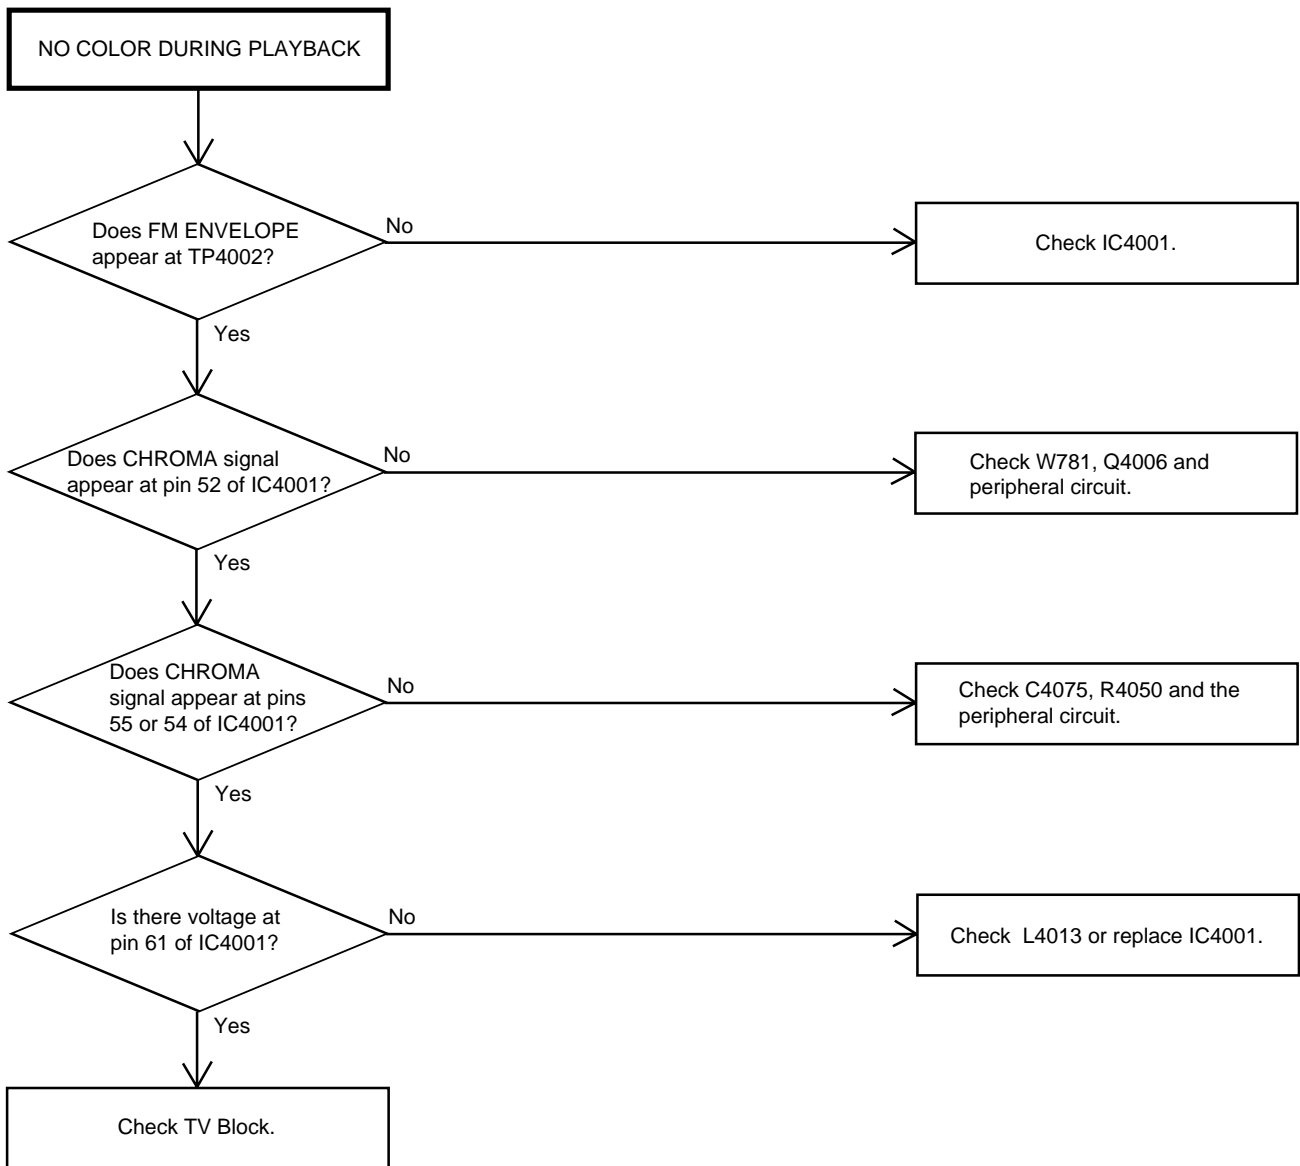 NO COLOR DURING PLAYBACK
Does FM ENVELOPE
appear at TP4002?
No
Check IC4001.
Yes
Does CHROMA signal
appear at pin 52 of IC4001?
No
Check W781, Q4006 and
peripheral circuit.
Yes
Does CHROMA
signal appear at pins
55 or 54 of IC4001?
No
Check C4075, R4050 and the
peripheral circuit.
Yes
Is there voltage at
pin 61 of IC4001?
No
Check  L4013 or replace IC4001.
Yes
Check TV Block.